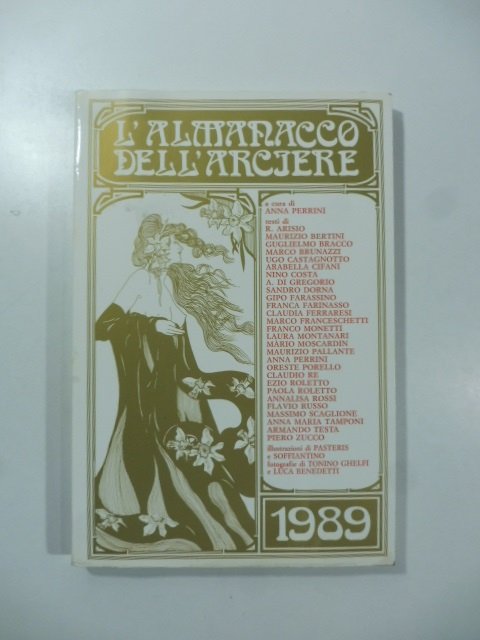 L'ALMANACCO
DELL'ARCIERE
a cura di
ANNA PERRINI
testi di
R. ARISIO
MAURIZIO BERTINI
GUGLIELMO BRACCO
MARCO BRUNAZZI
UGO CASTAGNOTTO
ARABELLA CIFANI
NINO COSTA
A. DI GREGORIO
SANDRO DORNA
GIPO FARASSINO
FRANCA FARINASSO
CLAUDIA FERRARESI
MARCO FRANCESCHETTI
FRANCO MONETTI
LAURA MONTANARI
MARIO MOSCARDIN
MAURIZIO PALLANTE
ANNA PERRINI
ORESTE PORELLO
CLAUDIO RE
EZIO ROLETTO
PAOLA ROLETTO
ANNALISA ROSSI
FLAVIO RUSSO
MASSIMO SCAGLIONE
ANNA MARIA TAMPONI
ARMANDO TESTA
PIERO ZUCCO
illustrazioni di PASTERIS
e SOFFIANTINO
fotografie di TONINO GHELFI
e LUCA BENEDETTI
1989